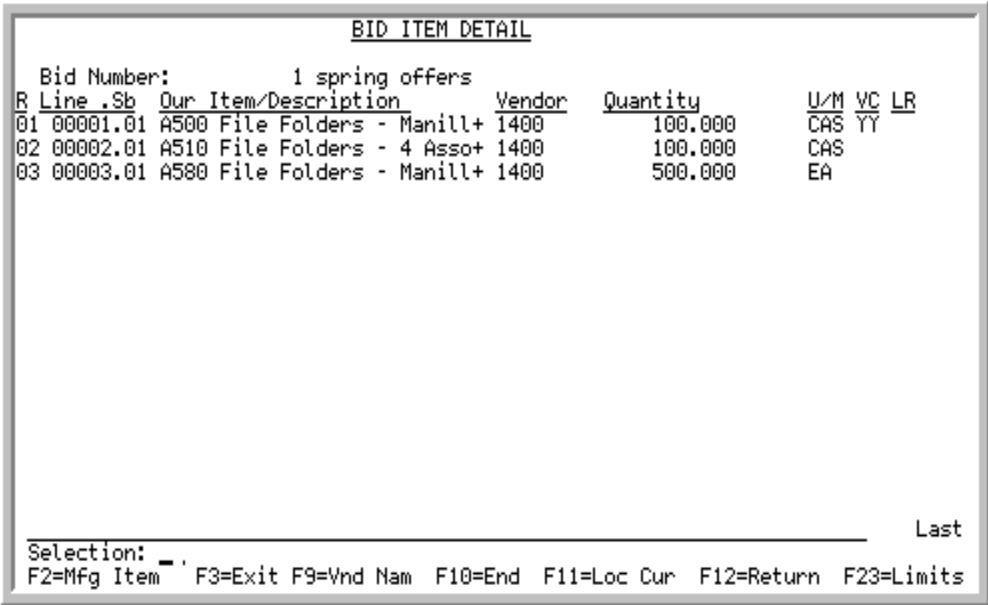 BID ITEM DETAIL
Bid Number: 1 spring offers
R Line .Sb Our Item/Description Vendor Quantity U/M VC LR
01 00001.01 A500 File Folders - Manill+ 1400 100.000 CAS YY
02 00002.01 A510 File Folders - 4 Asso+ 1400 100.000 CAS
03 00003.01 A580 File Folders - Manill+ 1400 500.000 EA
Last
Selection:
F2=Mfg Item F3=Exit F9=Vnd Nam F10=End F11=Loc Cur F12=Return F23=Limits